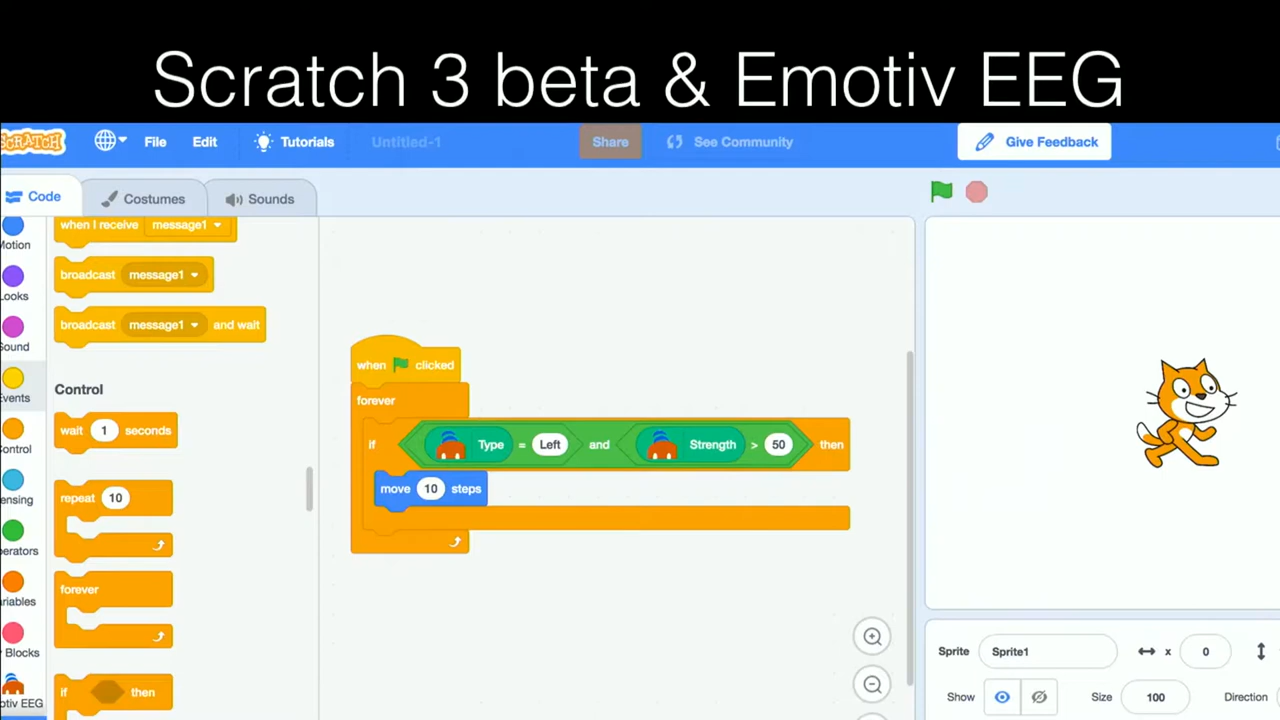 Scratch 3 beta & Emotiv EEG
SCRATCH File Edit Tutorials Untitled-1 Share See Community Give Feedback
Code Costumes Sounds
Motion
Looks
Sound
Events
Control
ensing
erators
ariables
y Blocks
otiv EEG
when I receive message1
broadcast message1
broadcast message1 and wait
Control
wait 1 seconds
repeat 10
forever
if then
when clicked
forever
if Type = Left and Strength > 50 then
move 10 steps
Sprite Sprite1 x 0
Show Size 100 Direction